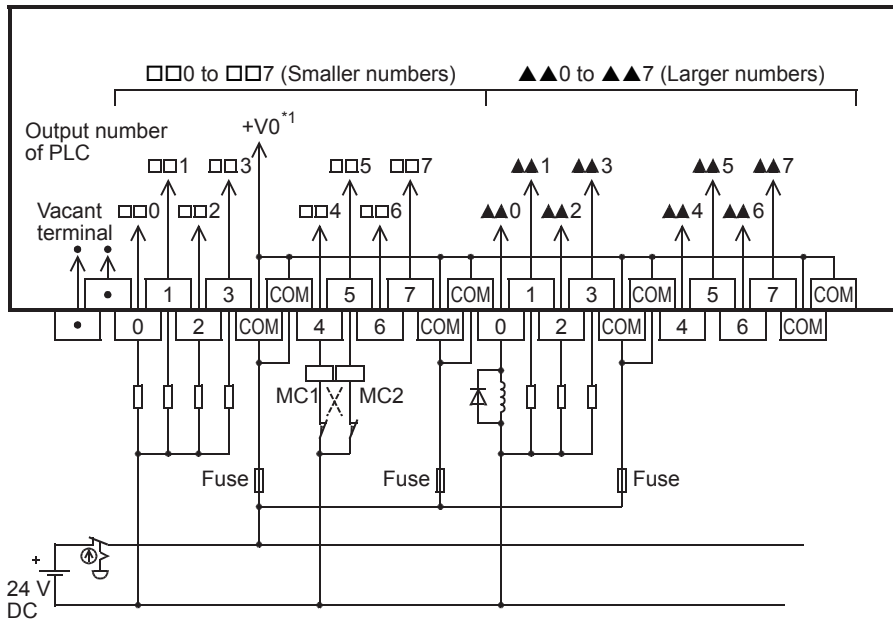 □□0 to □□7 (Smaller numbers) ▲▲0 to ▲▲7 (Larger numbers)
Output number
of PLC
+V0*1
□□1 □□3 □□5 □□7 ▲▲1 ▲▲3 ▲▲5 ▲▲7
Vacant
terminal
□□0 □□2 □□4 □□6 ▲▲0 ▲▲2 ▲▲4 ▲▲6
1 3 COM 5 7 COM 1 3 COM 5 7 COM
0 2 COM 4 6 COM 0 2 COM 4 6 COM
MC1 MC2
Fuse Fuse Fuse
+
24 V
DC